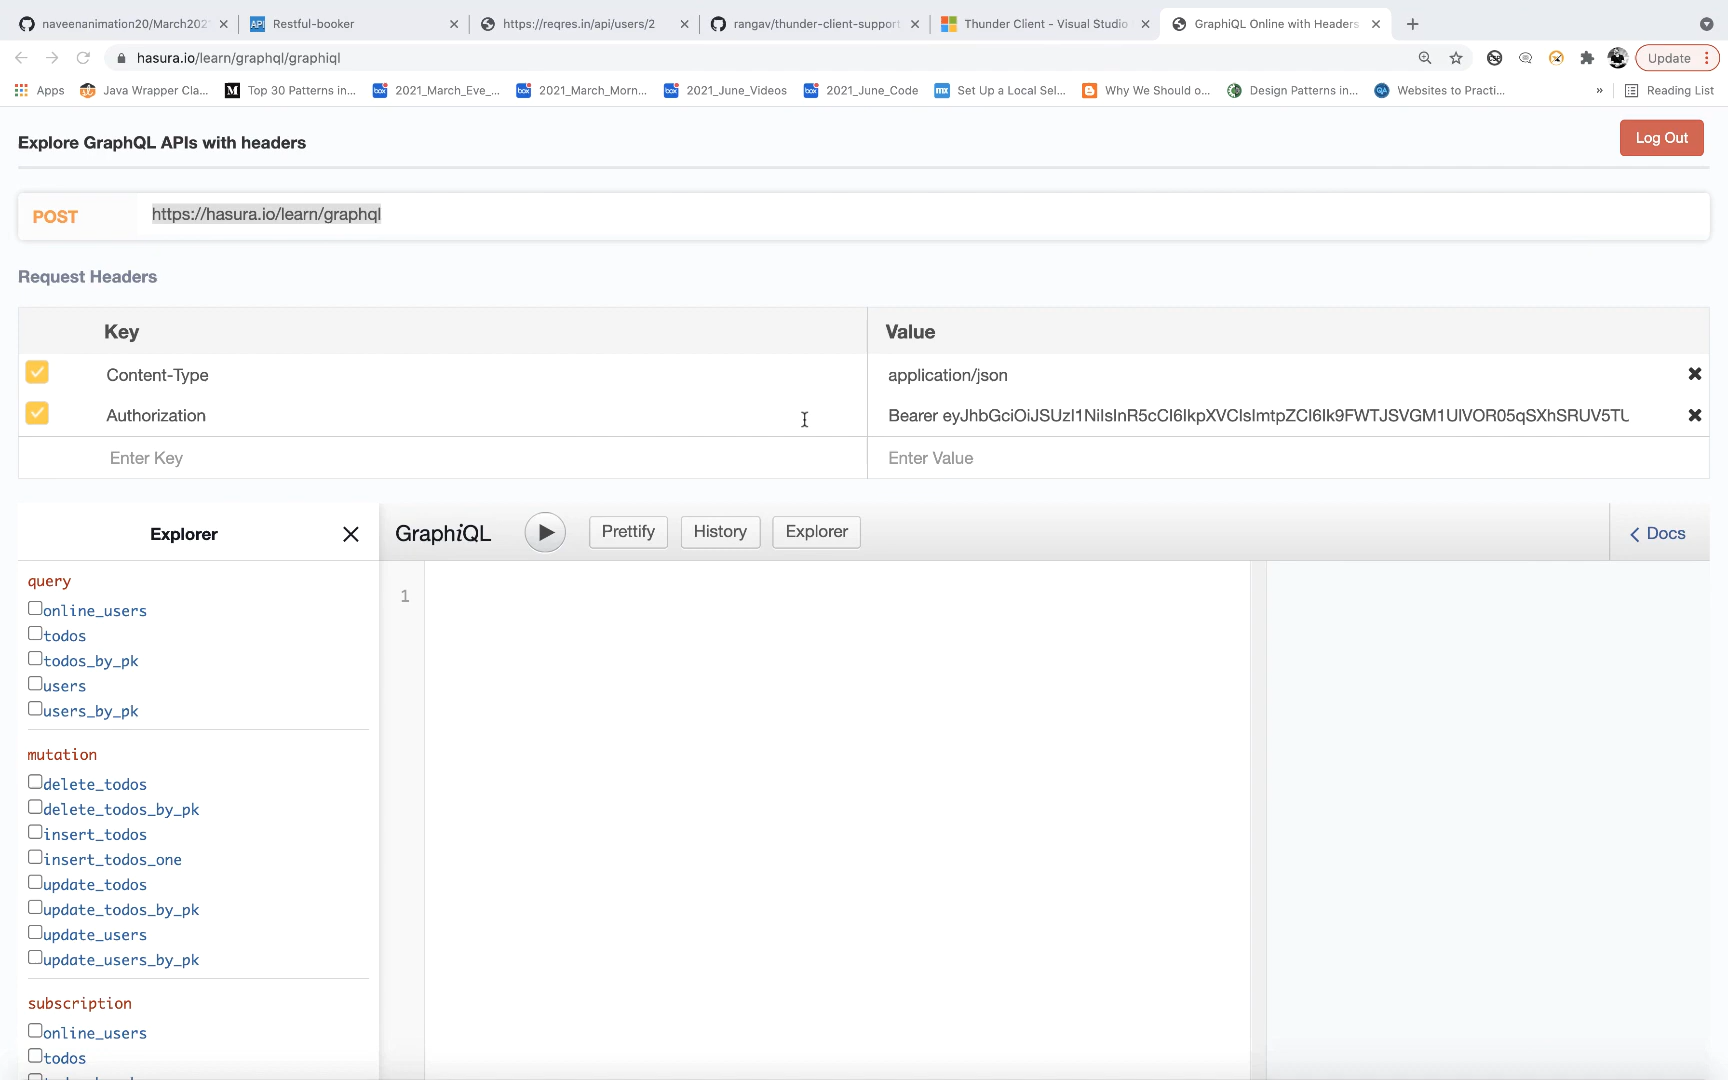 naveenanimation20/March202
Restful-booker
https://reqres.in/api/users/2
rangav/thunder-client-support
Thunder Client - Visual Studio
GraphiQL Online with Headers
hasura.io/learn/graphql/graphiql
Update
Apps
Java Wrapper Cla...
Top 30 Patterns in...
2021_March_Eve_...
2021_March_Morn...
2021_June_Videos
2021_June_Code
Set Up a Local Sel...
Why We Should o...
Design Patterns in...
Websites to Practi...
»
Reading List
Explore GraphQL APIs with headers
Log Out
POST
https://hasura.io/learn/graphql
Request Headers
Key
Value
Content-Type
application/json
Authorization
Bearer
Enter Key
Enter Value
Explorer
GraphiQL
Prettify
History
Explorer
Docs
query
online_users
todos
todos_by_pk
users
users_by_pk
1
mutation
delete_todos
delete_todos_by_pk
insert_todos
insert_todos_one
update_todos
update_todos_by_pk
update_users
update_users_by_pk
subscription
online_users
todos